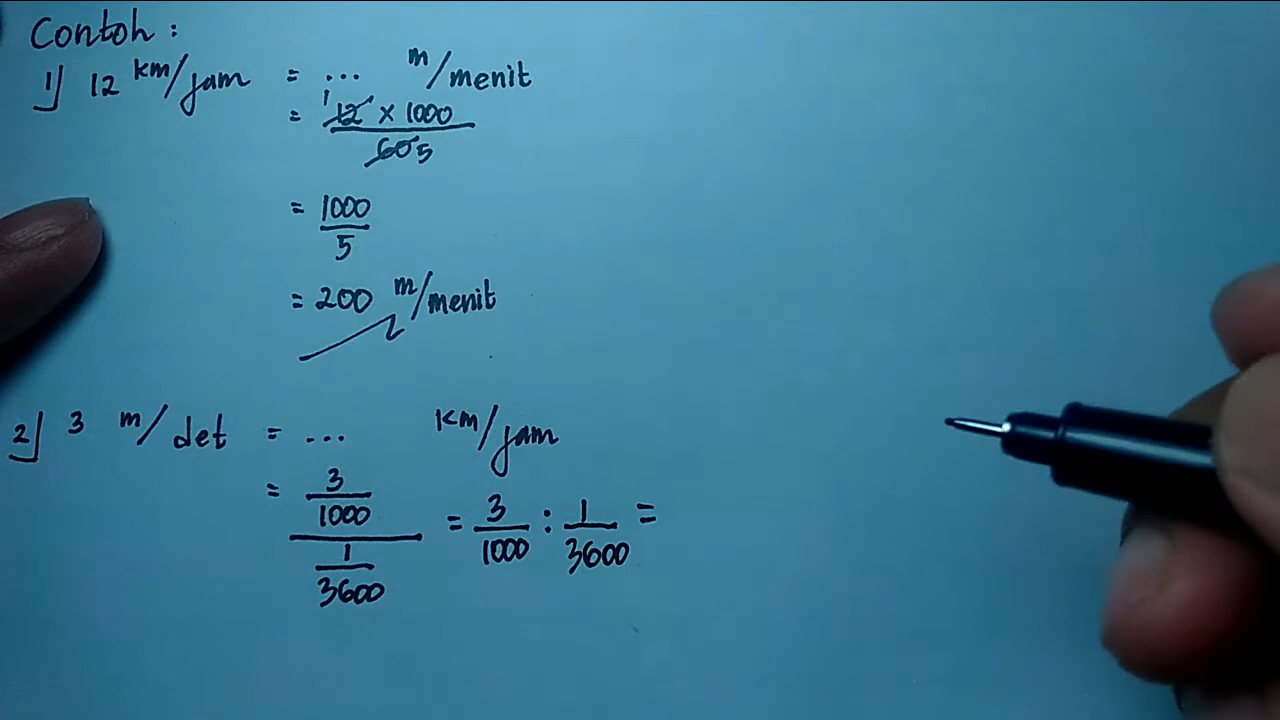 Contoh :
1) 12 km/jam = ... m/menit
= 1 12 x 1000
60 5
= 1000
5
= 200 m/menit
2) 3 m/det = ... km/jam
= 3/1000 / 1/3600 = 3/1000 : 1/3600 =